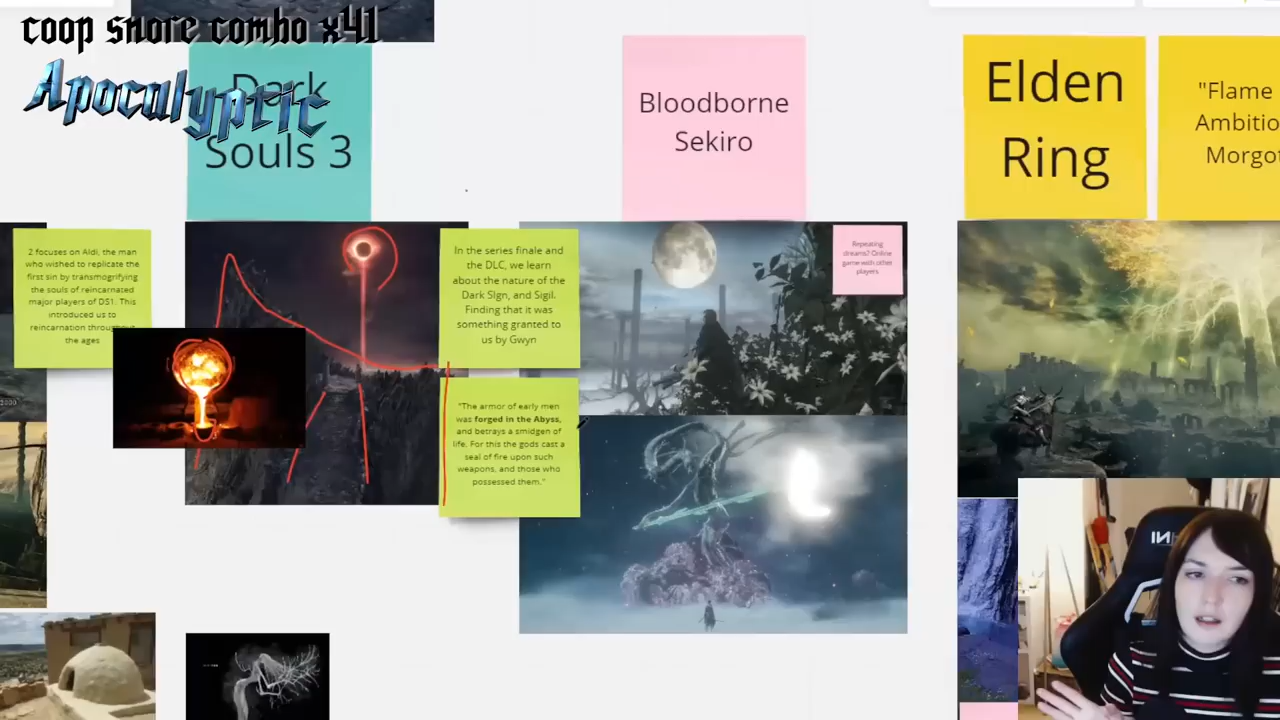 coop snore combo x41
Apocalyptic
Dark
Souls 3
Bloodborne
Sekiro
Elden
Ring
"Flame
Ambitio
Morgot
2 focuses on Aldi, the man
who wished to replicate the
first sin by transmogrifying
the souls of reincarnated
major players of DS1. This
introduced us to
reincarnation throughout
the ages
In the series finale and
the DLC, we learn
about the nature of the
Dark SIgn, and Sigil.
Finding that it was
something granted to
us by Gwyn
Repeating
dreams? Online
game with other
players
"The armor of early men
was forged in the Abyss,
and betrays a smidgen of
life. For this the gods cast a
seal of fire upon such
weapons, and those who
possessed them."